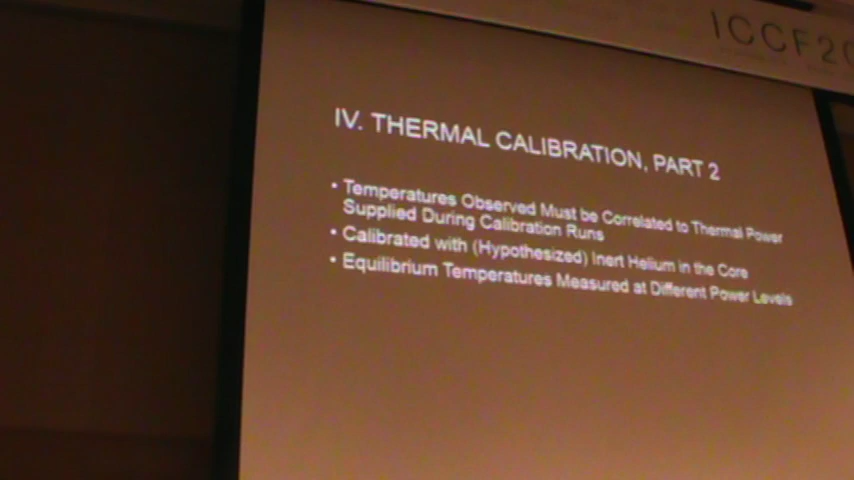 ICCF20
IV. THERMAL CALIBRATION, PART 2
• Temperatures Observed Must be Correlated to Thermal Power
Supplied During Calibration Runs
• Calibrated with (Hypothesized) Inert Helium in the Core
• Equilibrium Temperatures Measured at Different Power Levels